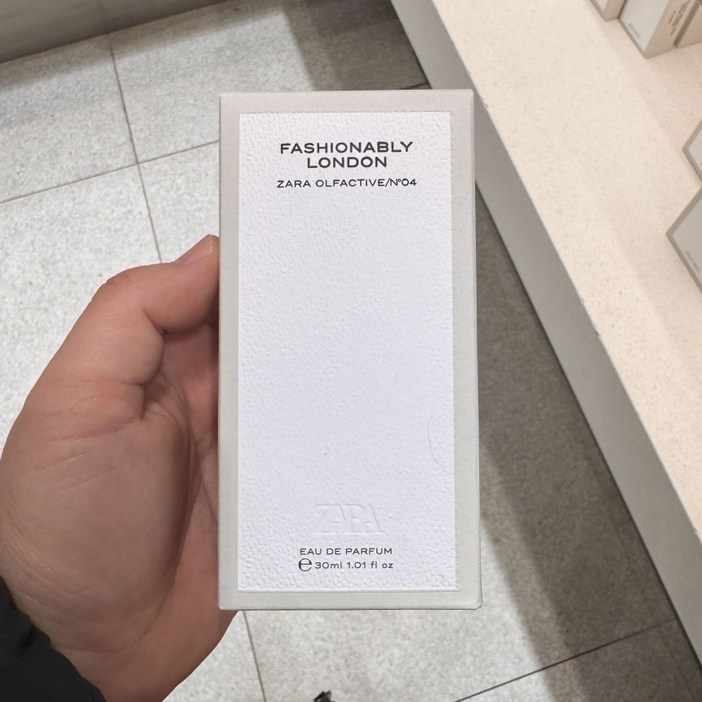 FASHIONABLY
LONDON
ZARA OLFACTIVE/Nº04
ZARA
EAU DE PARFUM
℮ 30ml 1.01 fl oz